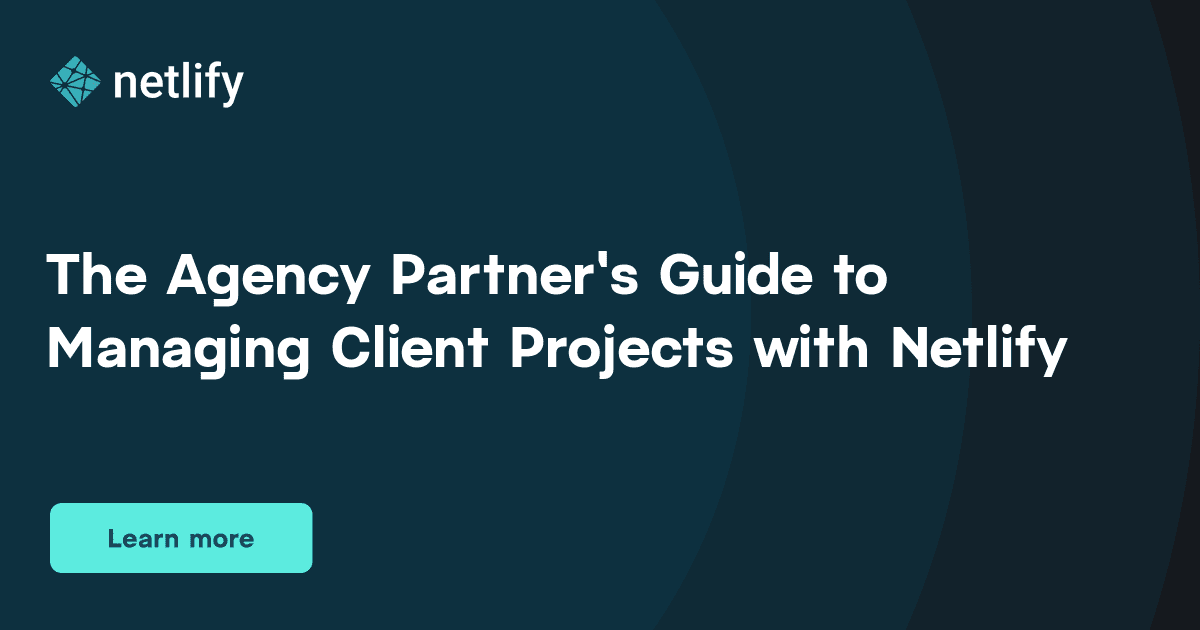 netlify
The Agency Partner's Guide to
Managing Client Projects with Netlify
Learn more